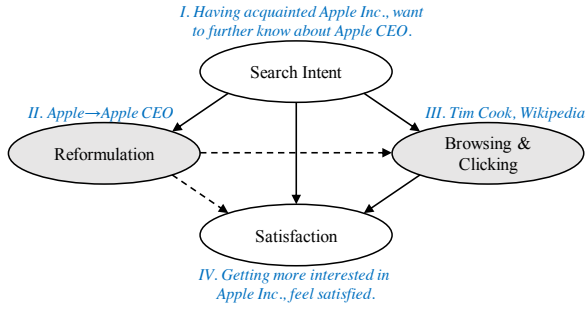 I. Having acquainted Apple Inc., want
to further know about Apple CEO.
Search Intent
II. Apple→Apple CEO
III. Tim Cook, Wikipedia
Reformulation
Browsing &
Clicking
Satisfaction
IV. Getting more interested in
Apple Inc., feel satisfied.